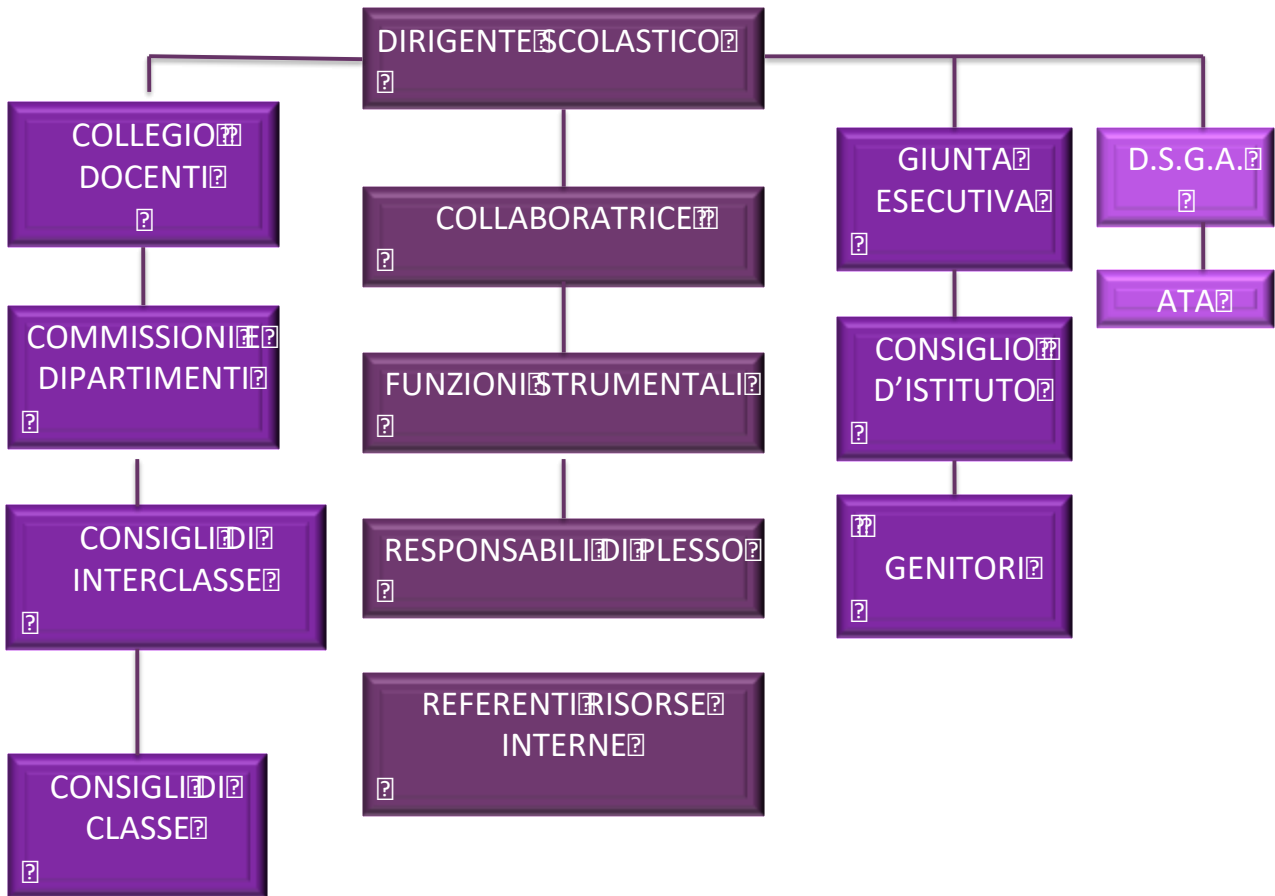 DIRIGENTE SCOLASTICO
COLLEGIO
DOCENTI
COMMISSIONI E
DIPARTIMENTI
CONSIGLI DI
INTERCLASSE
CONSIGLI DI
CLASSE
COLLABORATRICE
FUNZIONI STRUMENTALI
RESPONSABILI DI PLESSO
REFERENTI RISORSE
INTERNE
GIUNTA
ESECUTIVA
CONSIGLIO
D’ISTITUTO
GENITORI
D.S.G.A.
ATA